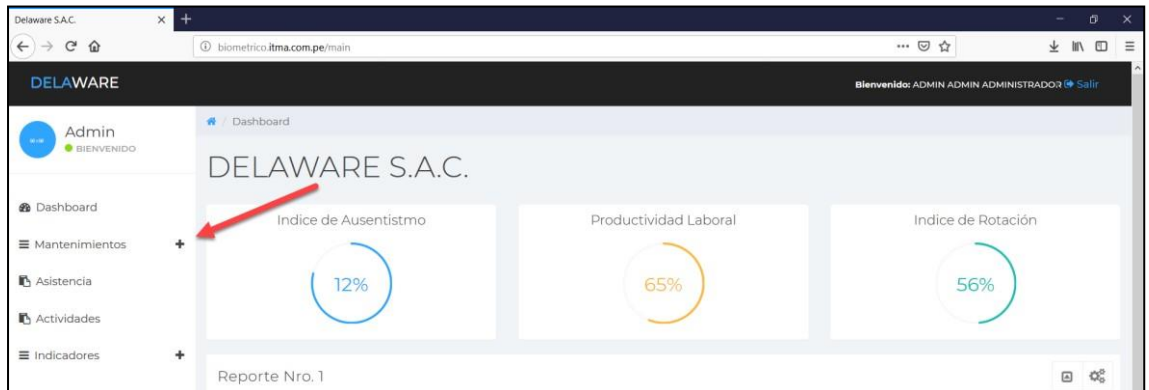 Delaware S.A.C.
biometrico.itma.com.pe/main
DELAWARE
Bienvenido: ADMIN ADMIN ADMINISTRADOR Salir
Admin
BIENVENIDO
Dashboard
Mantenimientos
Asistencia
Actividades
Indicadores
/ Dashboard
DELAWARE S.A.C.
Indice de Ausentistmo
12%
Productividad Laboral
65%
Indice de Rotación
56%
Reporte Nro. 1